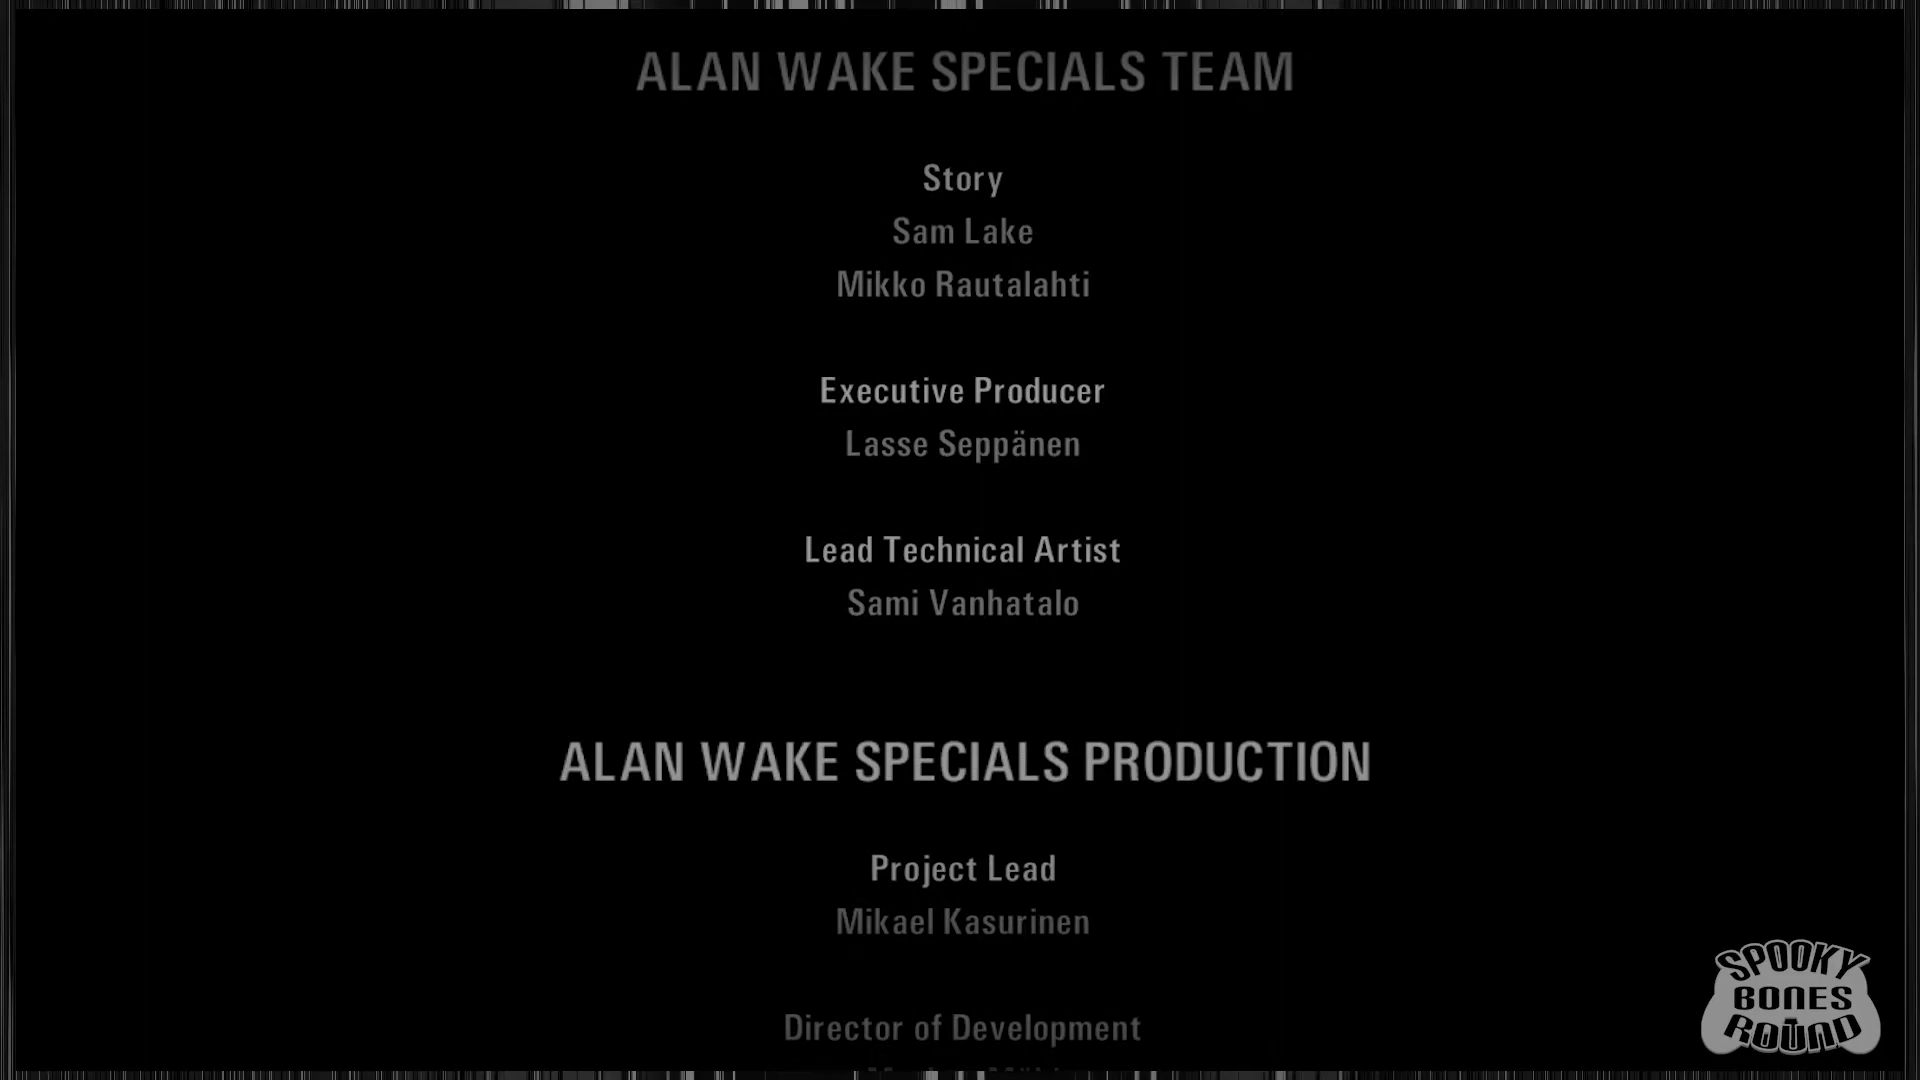 ALAN WAKE SPECIALS TEAM
Story
Sam Lake
Mikko Rautalahti
Executive Producer
Lasse Seppänen
Lead Technical Artist
Sami Vanhatalo
ALAN WAKE SPECIALS PRODUCTION
Project Lead
Mikael Kasurinen
Director of Development
SPOOKY
BONES
ROUND